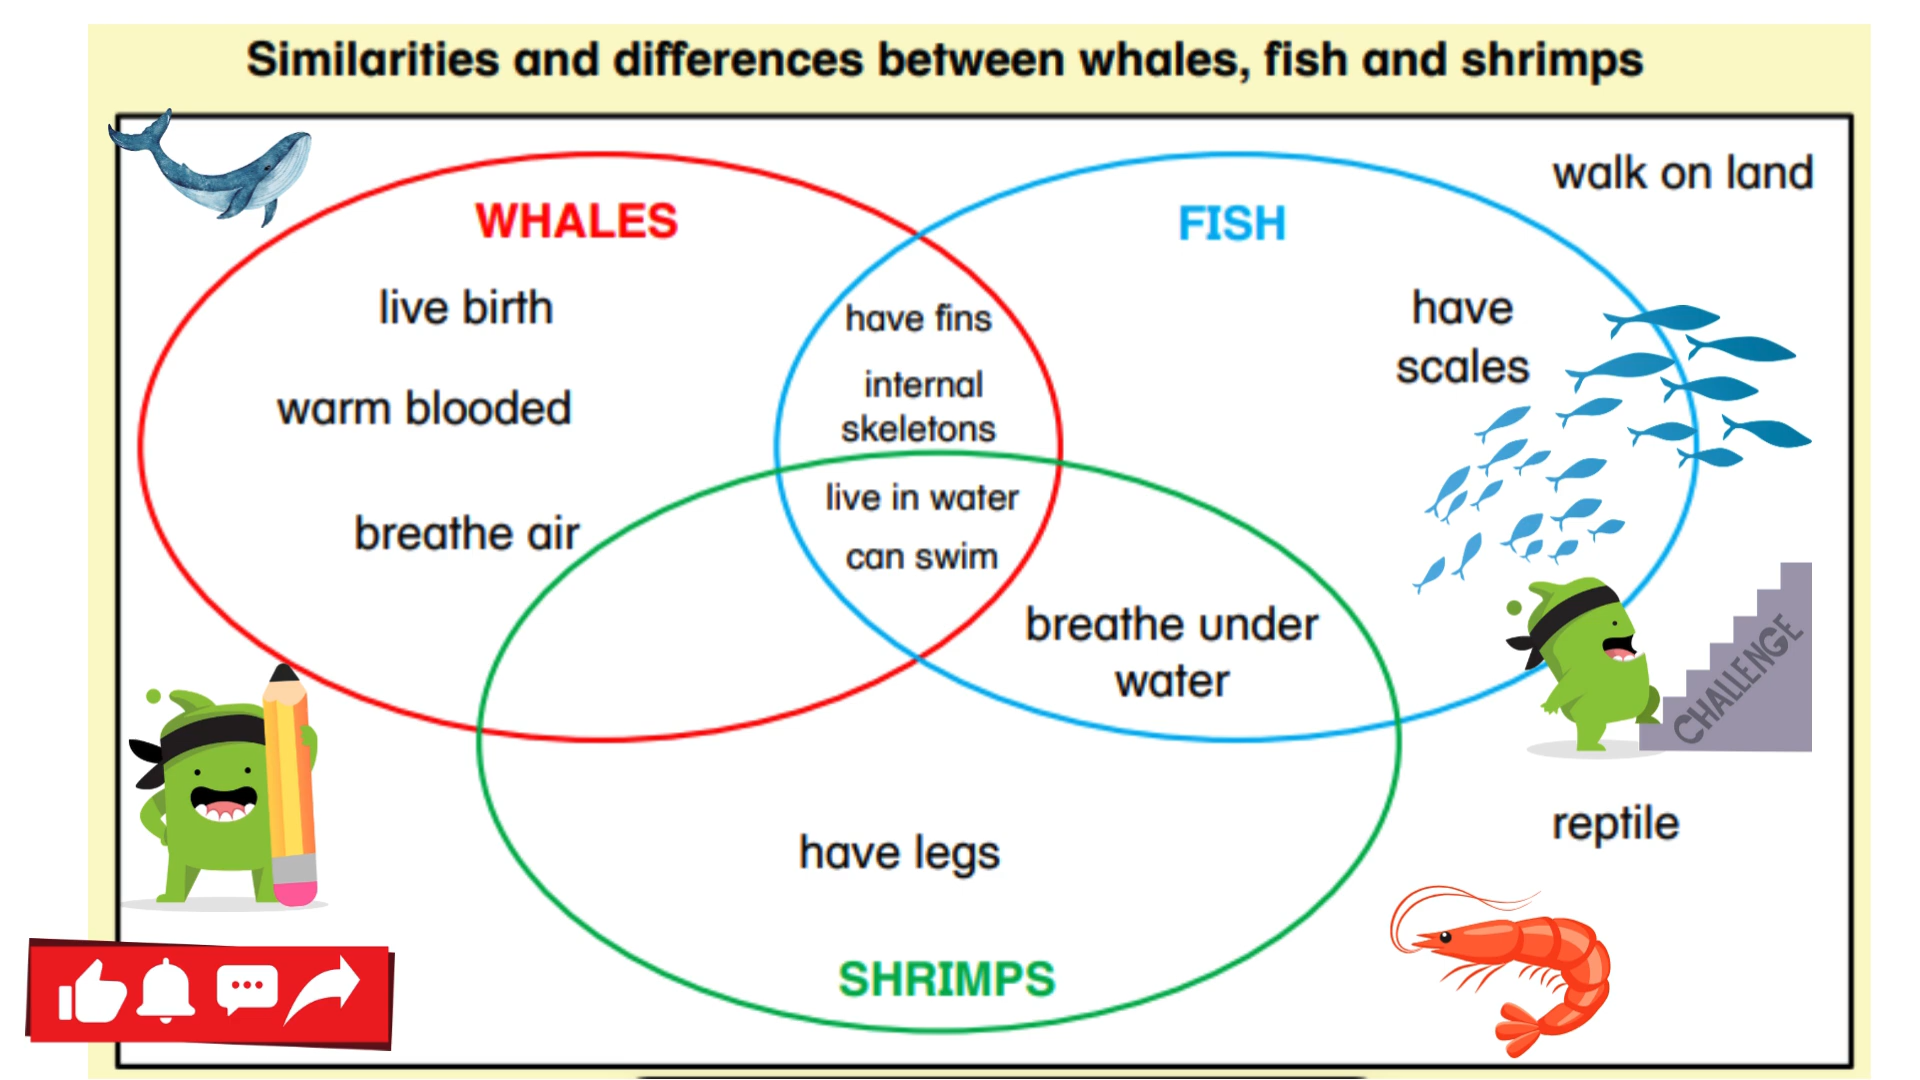 Similarities and differences between whales, fish and shrimps
walk on land
WHALES
FISH
live birth
have fins
have
scales
warm blooded
internal
skeletons
live in water
breathe air
can swim
breathe under
water
CHALLENGE
have legs
reptile
SHRIMPS